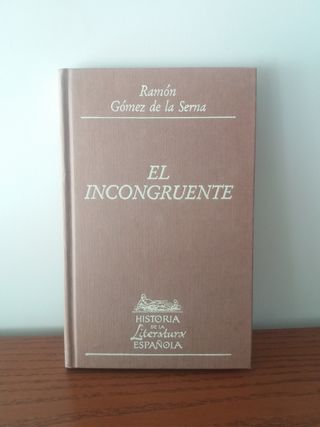 Ramón
Gómez de la Serna
EL
INCONGRUENTE
HISTORIA
DE LA
Literatura
ESPAÑOLA